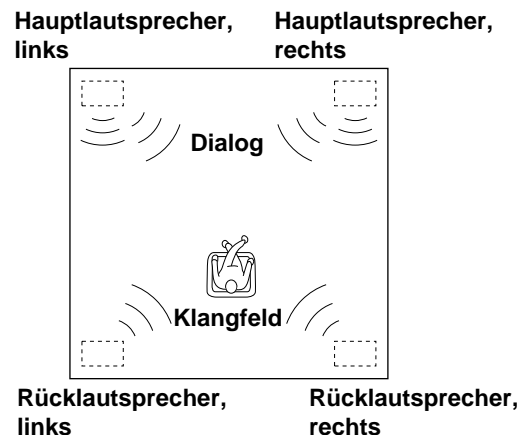 Hauptlautsprecher,
links
Hauptlautsprecher,
rechts
Dialog
Klangfeld
Rücklautsprecher,
links
Rücklautsprecher,
rechts